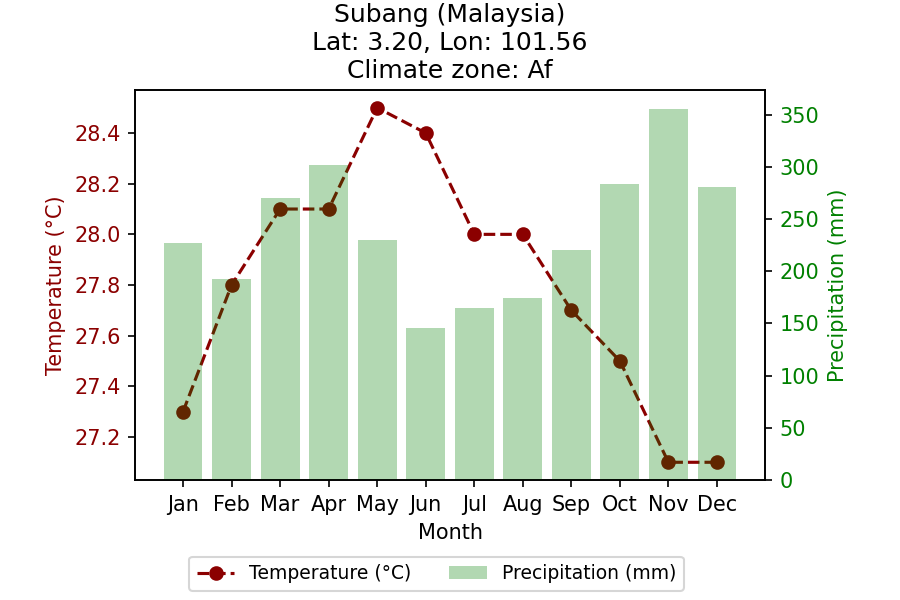 Subang (Malaysia)
Lat: 3.20, Lon: 101.56
Climate zone: Af
Temperature (°C)
28.4
28.2
28.0
27.8
27.6
27.4
27.2
350
300
250
200
150
100
50
0
Precipitation (mm)
Jan Feb Mar Apr May Jun Jul Aug Sep Oct Nov Dec
Month
Temperature (°C) Precipitation (mm)